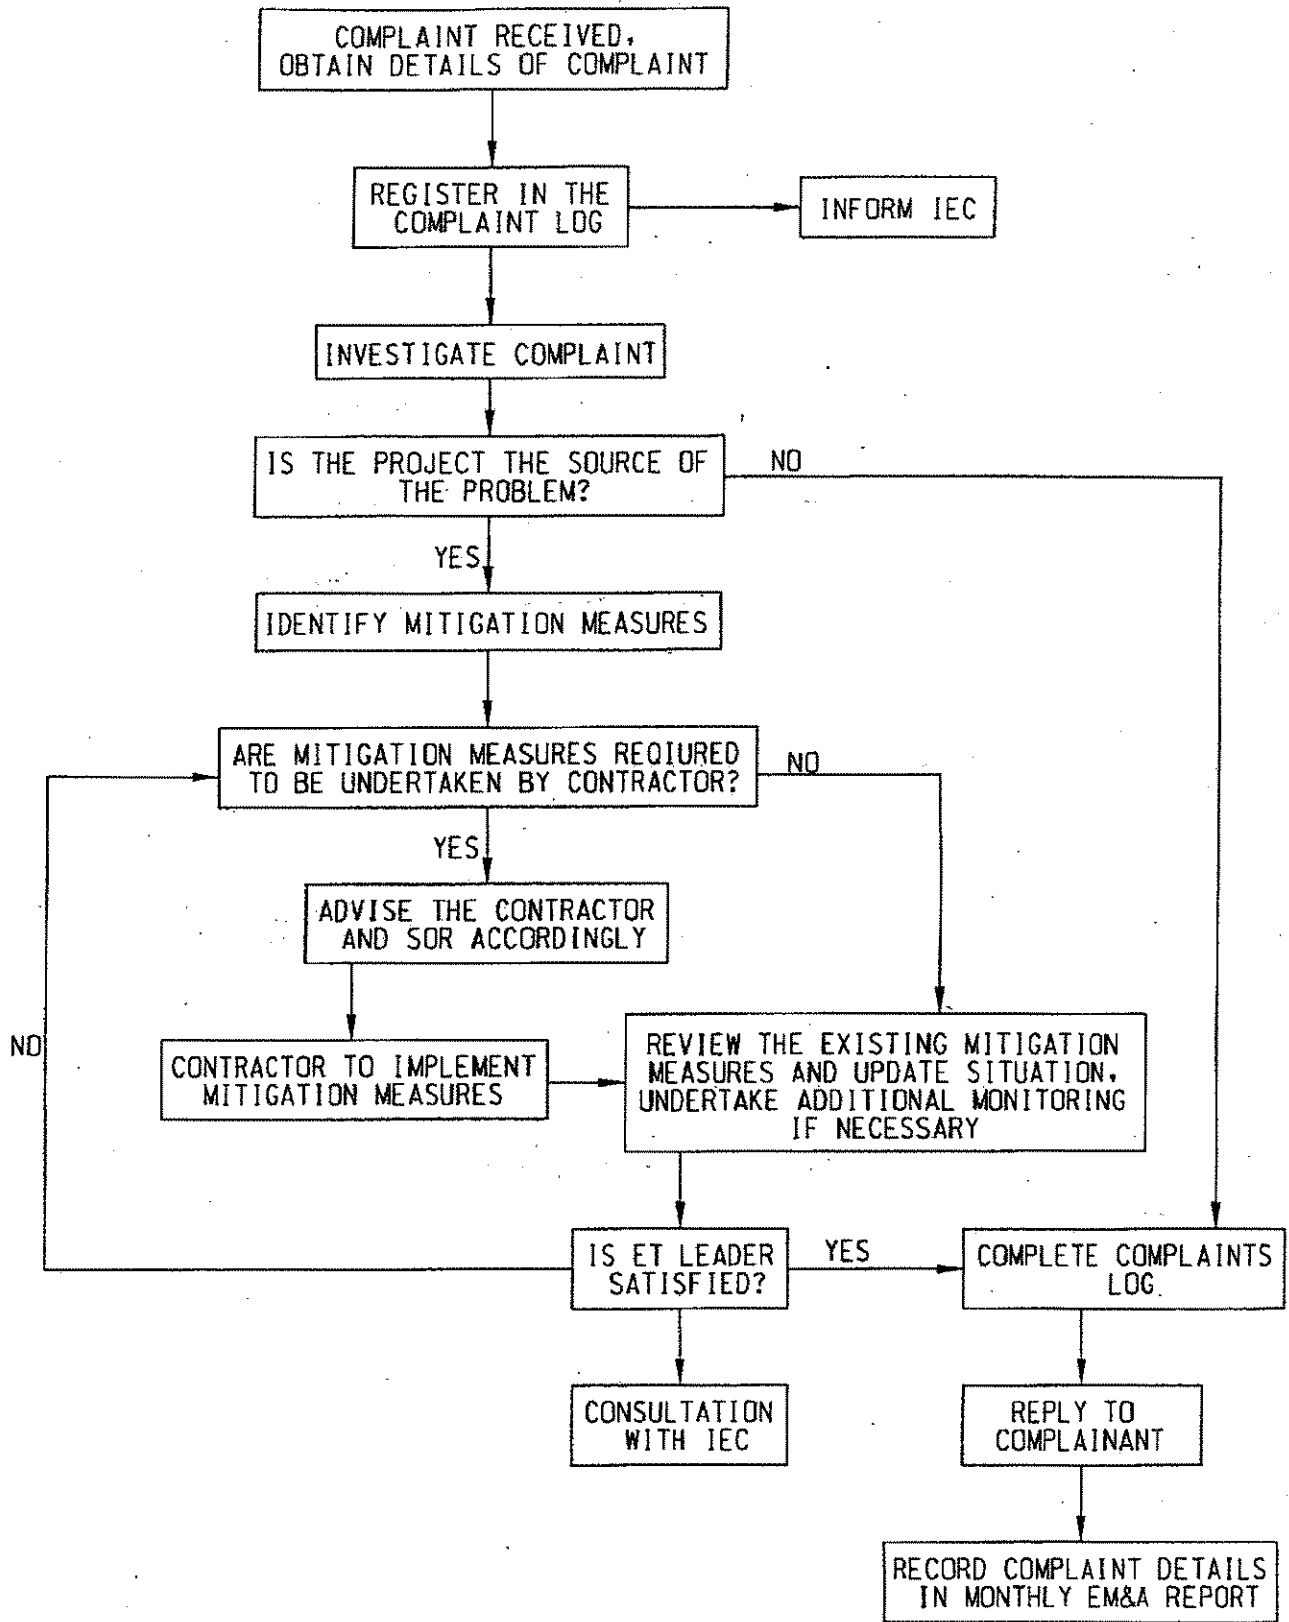 COMPLAINT RECEIVED,
OBTAIN DETAILS OF COMPLAINT
REGISTER IN THE
COMPLAINT LOG
INFORM IEC
INVESTIGATE COMPLAINT
IS THE PROJECT THE SOURCE OF
THE PROBLEM?
NO
YES
IDENTIFY MITIGATION MEASURES
ARE MITIGATION MEASURES REQIURED
TO BE UNDERTAKEN BY CONTRACTOR?
NO
YES
ADVISE THE CONTRACTOR
AND SOR ACCORDINGLY
NO
CONTRACTOR TO IMPLEMENT
MITIGATION MEASURES
REVIEW THE EXISTING MITIGATION
MEASURES AND UPDATE SITUATION.
UNDERTAKE ADDITIONAL MONITORING
IF NECESSARY
IS ET LEADER
SATISFIED?
YES
COMPLETE COMPLAINTS
LOG
CONSULTATION
WITH IEC
REPLY TO
COMPLAINANT
RECORD COMPLAINT DETAILS
IN MONTHLY EM&A REPORT